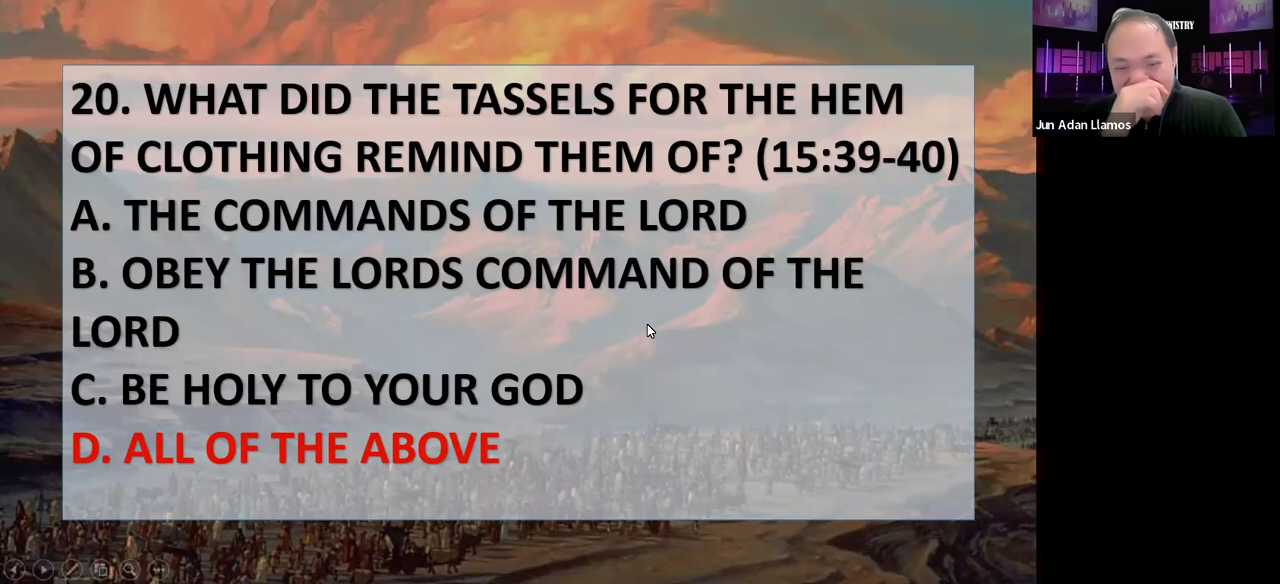 20. WHAT DID THE TASSELS FOR THE HEM
OF CLOTHING REMIND THEM OF? (15:39-40)
A. THE COMMANDS OF THE LORD
B. OBEY THE LORDS COMMAND OF THE
LORD
C. BE HOLY TO YOUR GOD
D. ALL OF THE ABOVE
Jun Adan Llamos